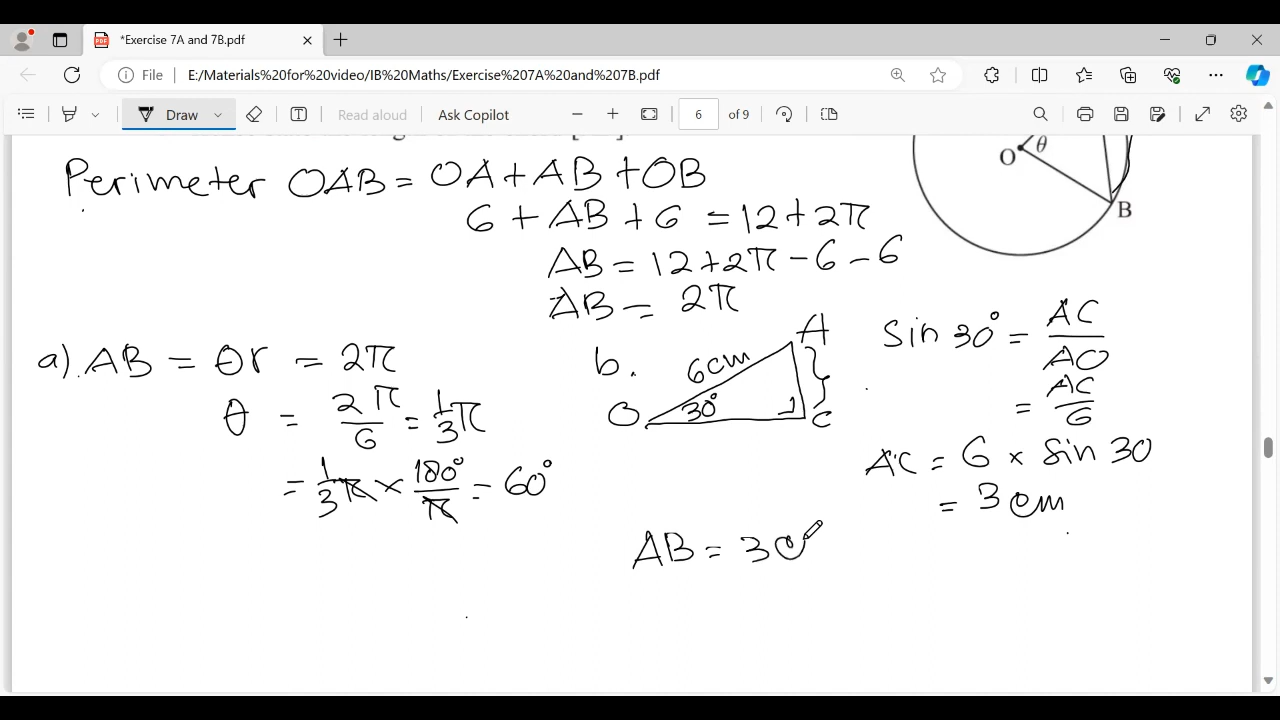 *Exercise 7A and 7B.pdf
File E:/Materials%20for%20video/IB%20Maths/Exercise%207A%20and%207B.pdf
Draw Read aloud Ask Copilot 6 of 9
O θ
B
Perimeter OAB = OA + AB + OB
6 + AB + 6 = 12 + 2π
AB = 12 + 2π - 6 - 6
AB = 2π
a). AB = θr = 2π
θ = 2π/6 = 1/3 π
= 1/3 π × 180°/π = 60°
b. 6cm A
O 30° C
Sin 30° = AC/AO
= AC/6
AC = 6 × Sin 30
= 3 cm
AB = 3